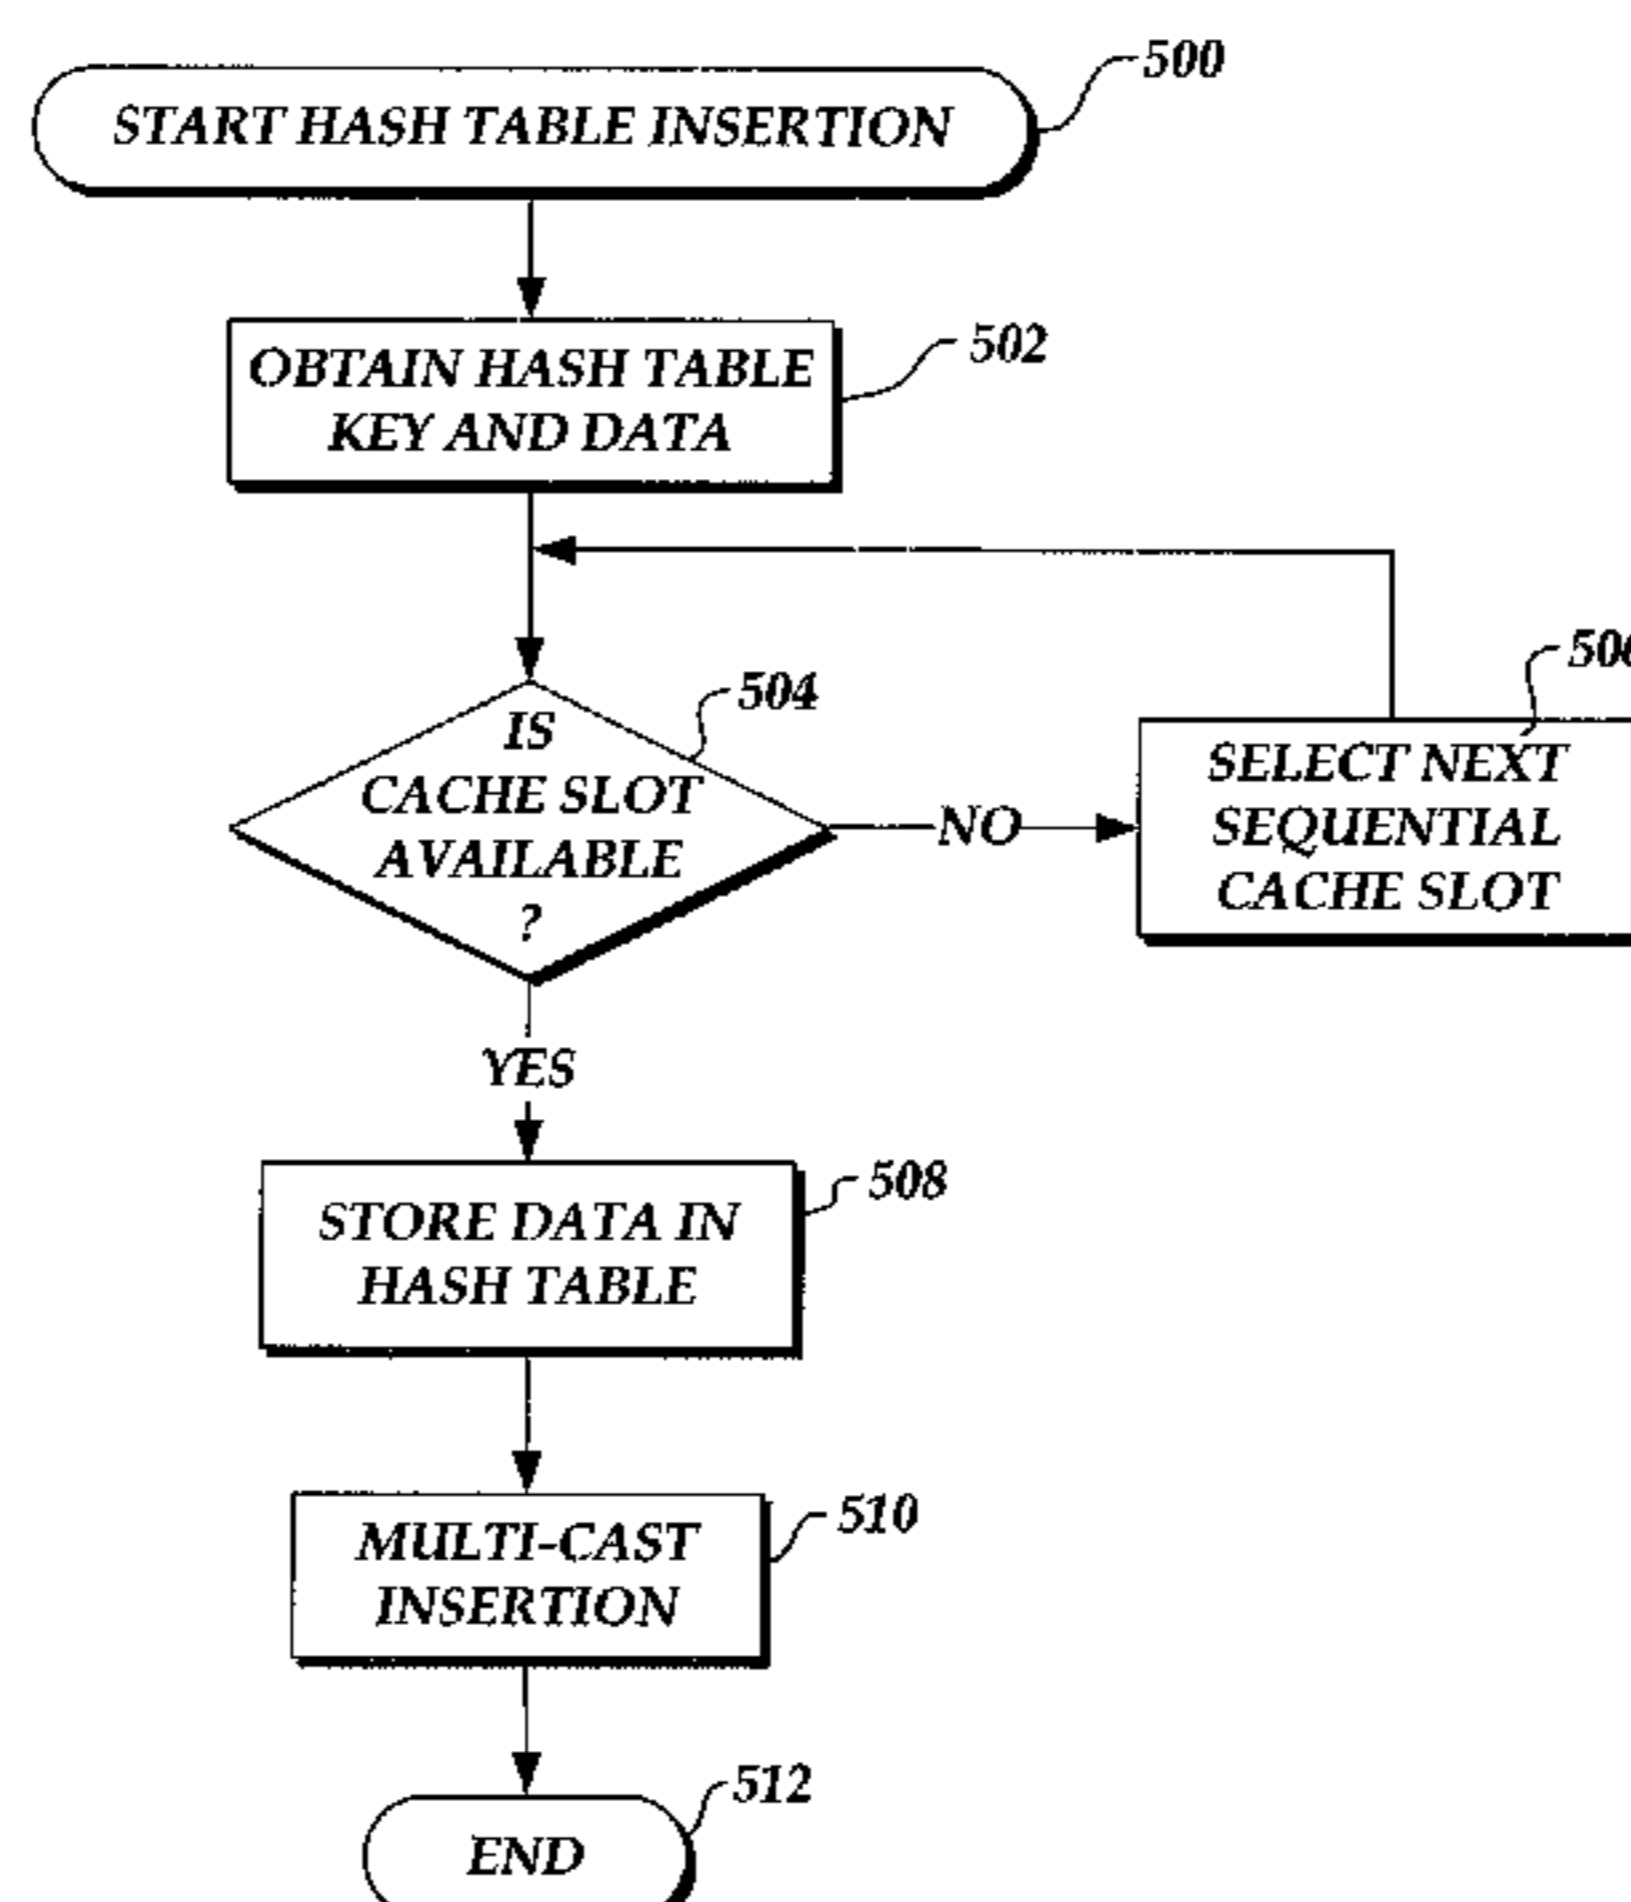 500
START HASH TABLE INSERTION
502
OBTAIN HASH TABLE
KEY AND DATA
504
IS
CACHE SLOT
AVAILABLE
?
NO
SELECT NEXT
SEQUENTIAL
CACHE SLOT
YES
508
STORE DATA IN
HASH TABLE
510
MULTI-CAST
INSERTION
512
END